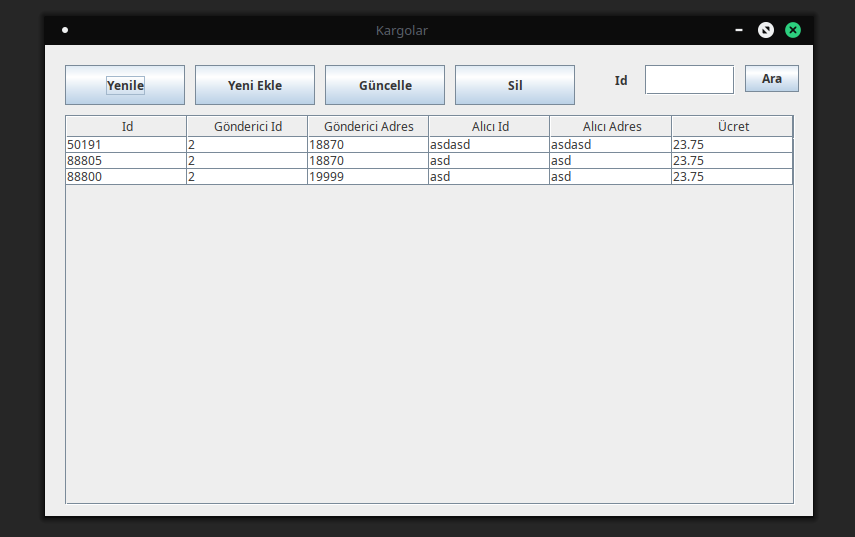 Kargolar
Yenile Yeni Ekle Güncelle Sil Id Ara
Id Gönderici Id Gönderici Adres Alıcı Id Alıcı Adres Ücret
50191 2 18870 asdasd asdasd 23.75
88805 2 18870 asd asd 23.75
88800 2 19999 asd asd 23.75